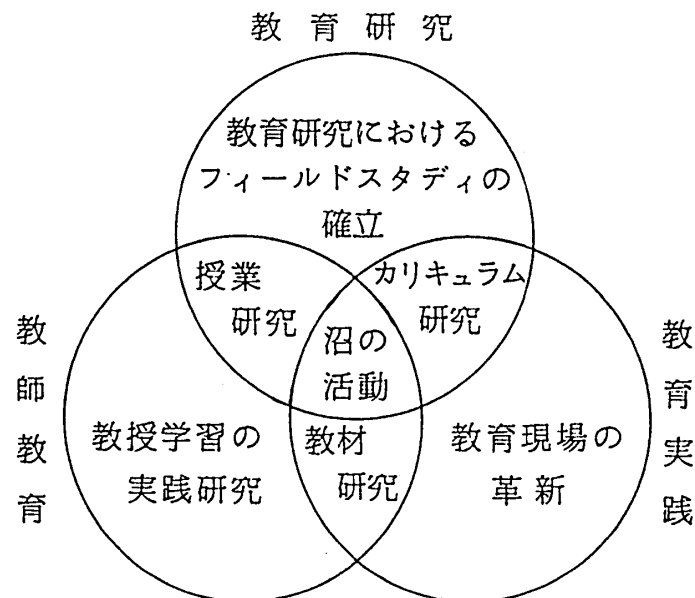 教育研究
教育研究における
フィールドスタディの
確立
授業
研究
カリキュラム
研究
沼の
活動
教師教育
教授学習の
実践研究
教材
研究
教育現場の
革新
教育実践